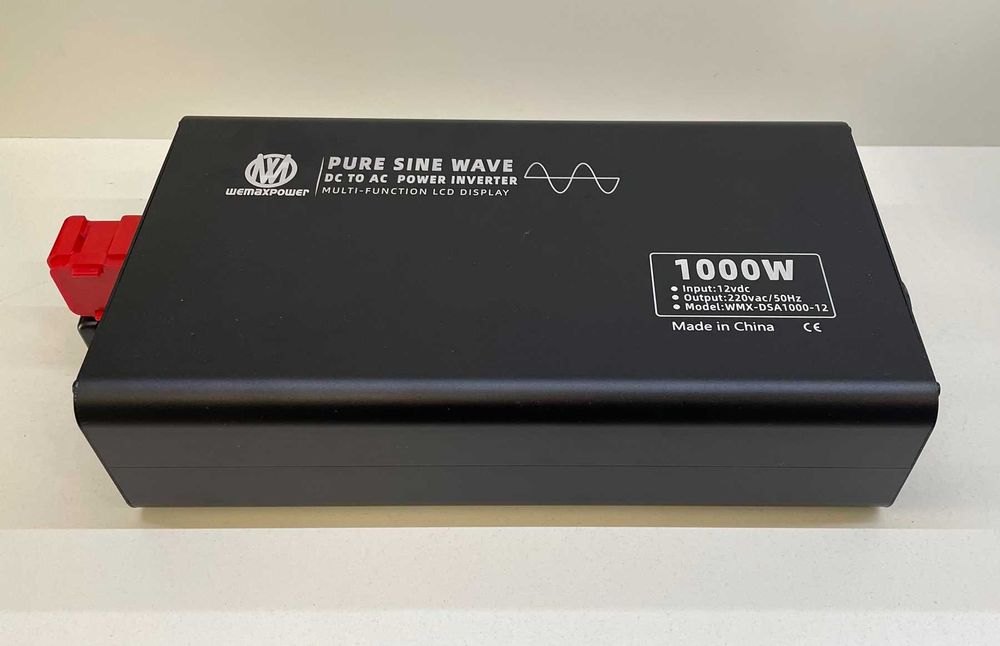 WEMAXPOWER
PURE SINE WAVE
DC TO AC POWER INVERTER
MULTI-FUNCTION LCD DISPLAY
1000W
● Input:12vdc
● Output:220vac/50Hz
● Model:WMX-DSA1000-12
Made in China CE